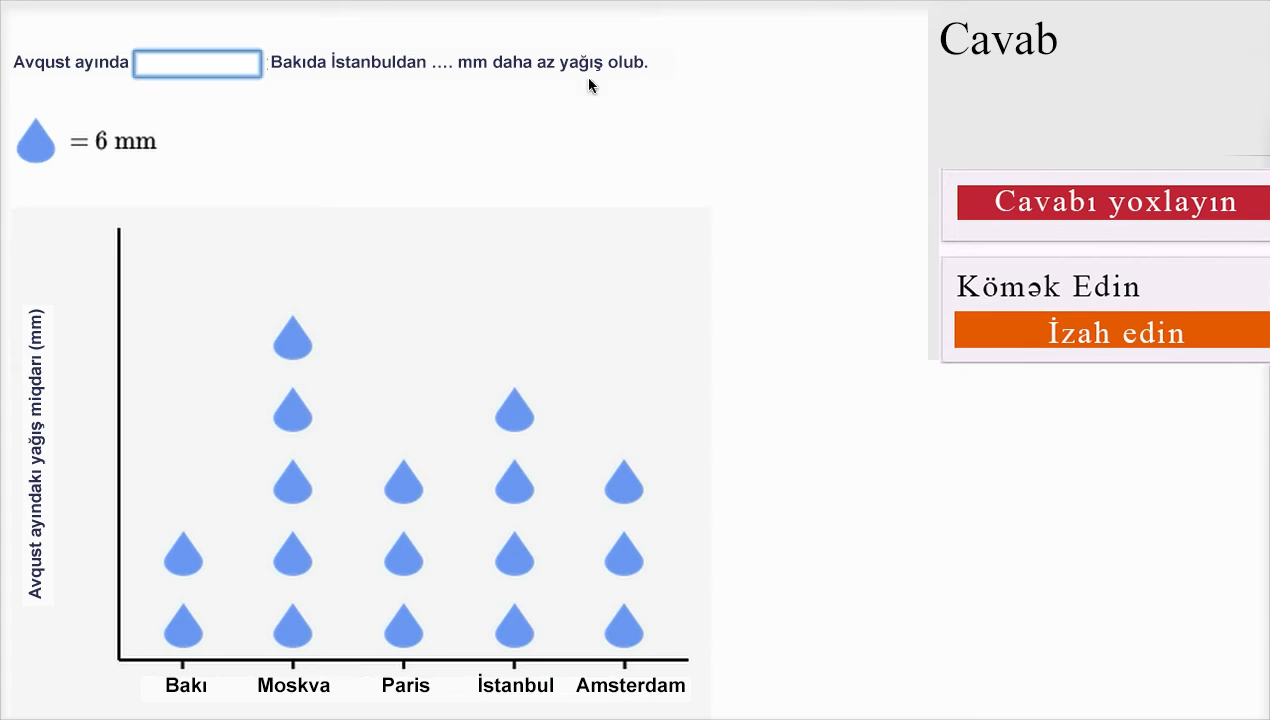 Avqust ayında Bakıda İstanbuldan .... mm daha az yağış olub.
= 6 mm
Avqust ayındakı yağış miqdarı (mm)
Bakı Moskva Paris İstanbul Amsterdam
Cavab
Cavabı yoxlayın
Kömək Edin
İzah edin